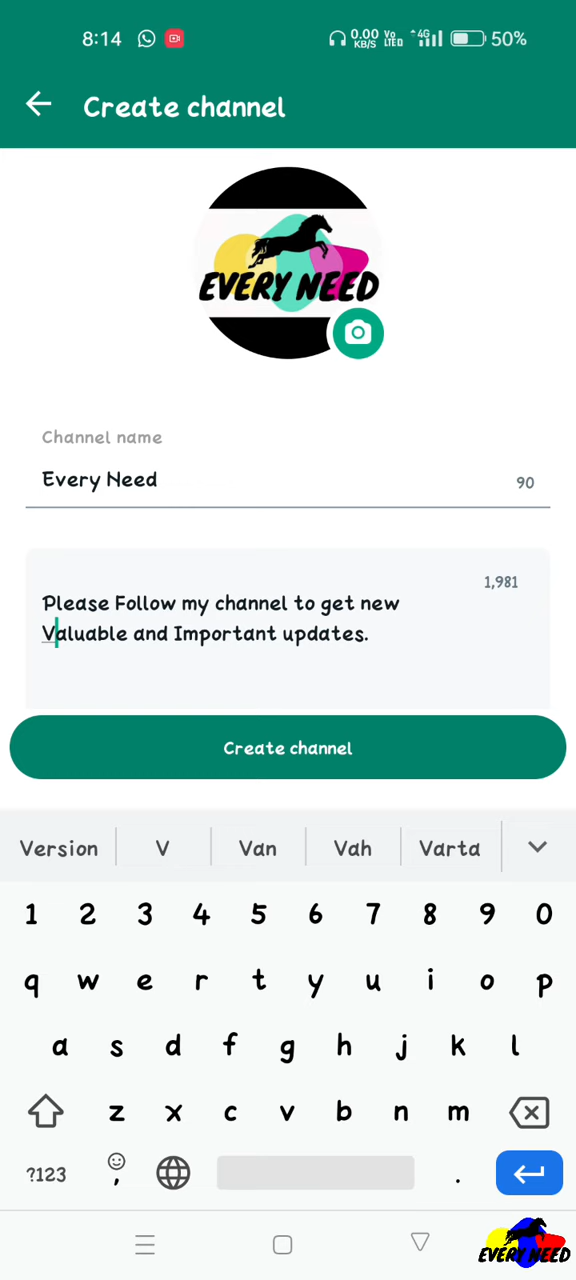 8:14 0.00 KB/S Vo LTED 4G 50%
Create channel
EVERY NEED
Channel name
Every Need 90
1,981
Please Follow my channel to get new
Valuable and Important updates.
Create channel
Version V Van Vah Varta
1 2 3 4 5 6 7 8 9 0
q w e r t y u i o p
a s d f g h j k l
z x c v b n m
?123 , .
EVERY NEED